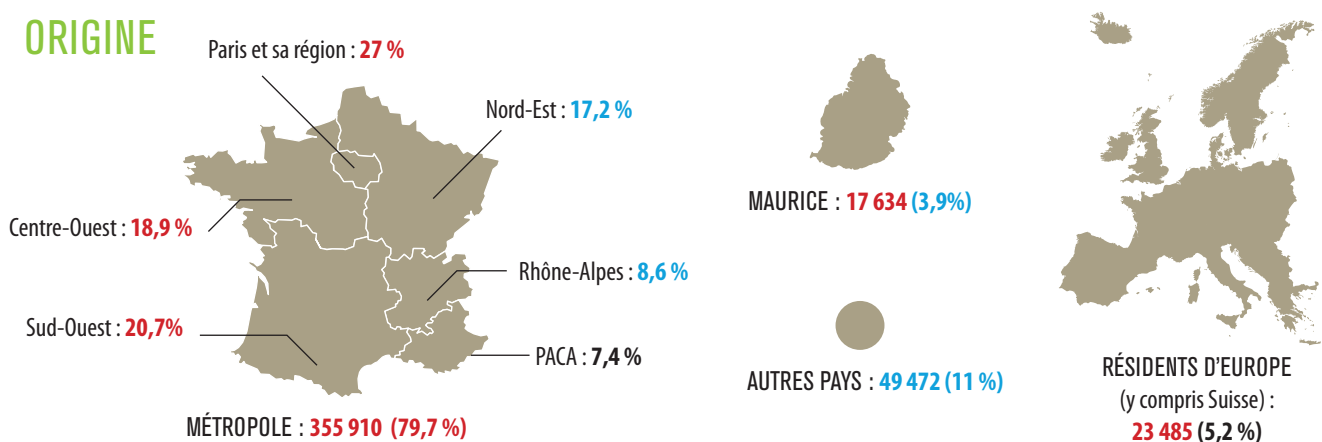 ORIGINE
Paris et sa région : 27 %
Nord-Est : 17,2 %
Centre-Ouest : 18,9 %
Rhône-Alpes : 8,6 %
Sud-Ouest : 20,7%
PACA : 7,4 %
MÉTROPOLE : 355 910 (79,7 %)
MAURICE : 17 634 (3,9%)
AUTRES PAYS : 49 472 (11 %)
RÉSIDENTS D'EUROPE
(y compris Suisse) :
23 485 (5,2 %)